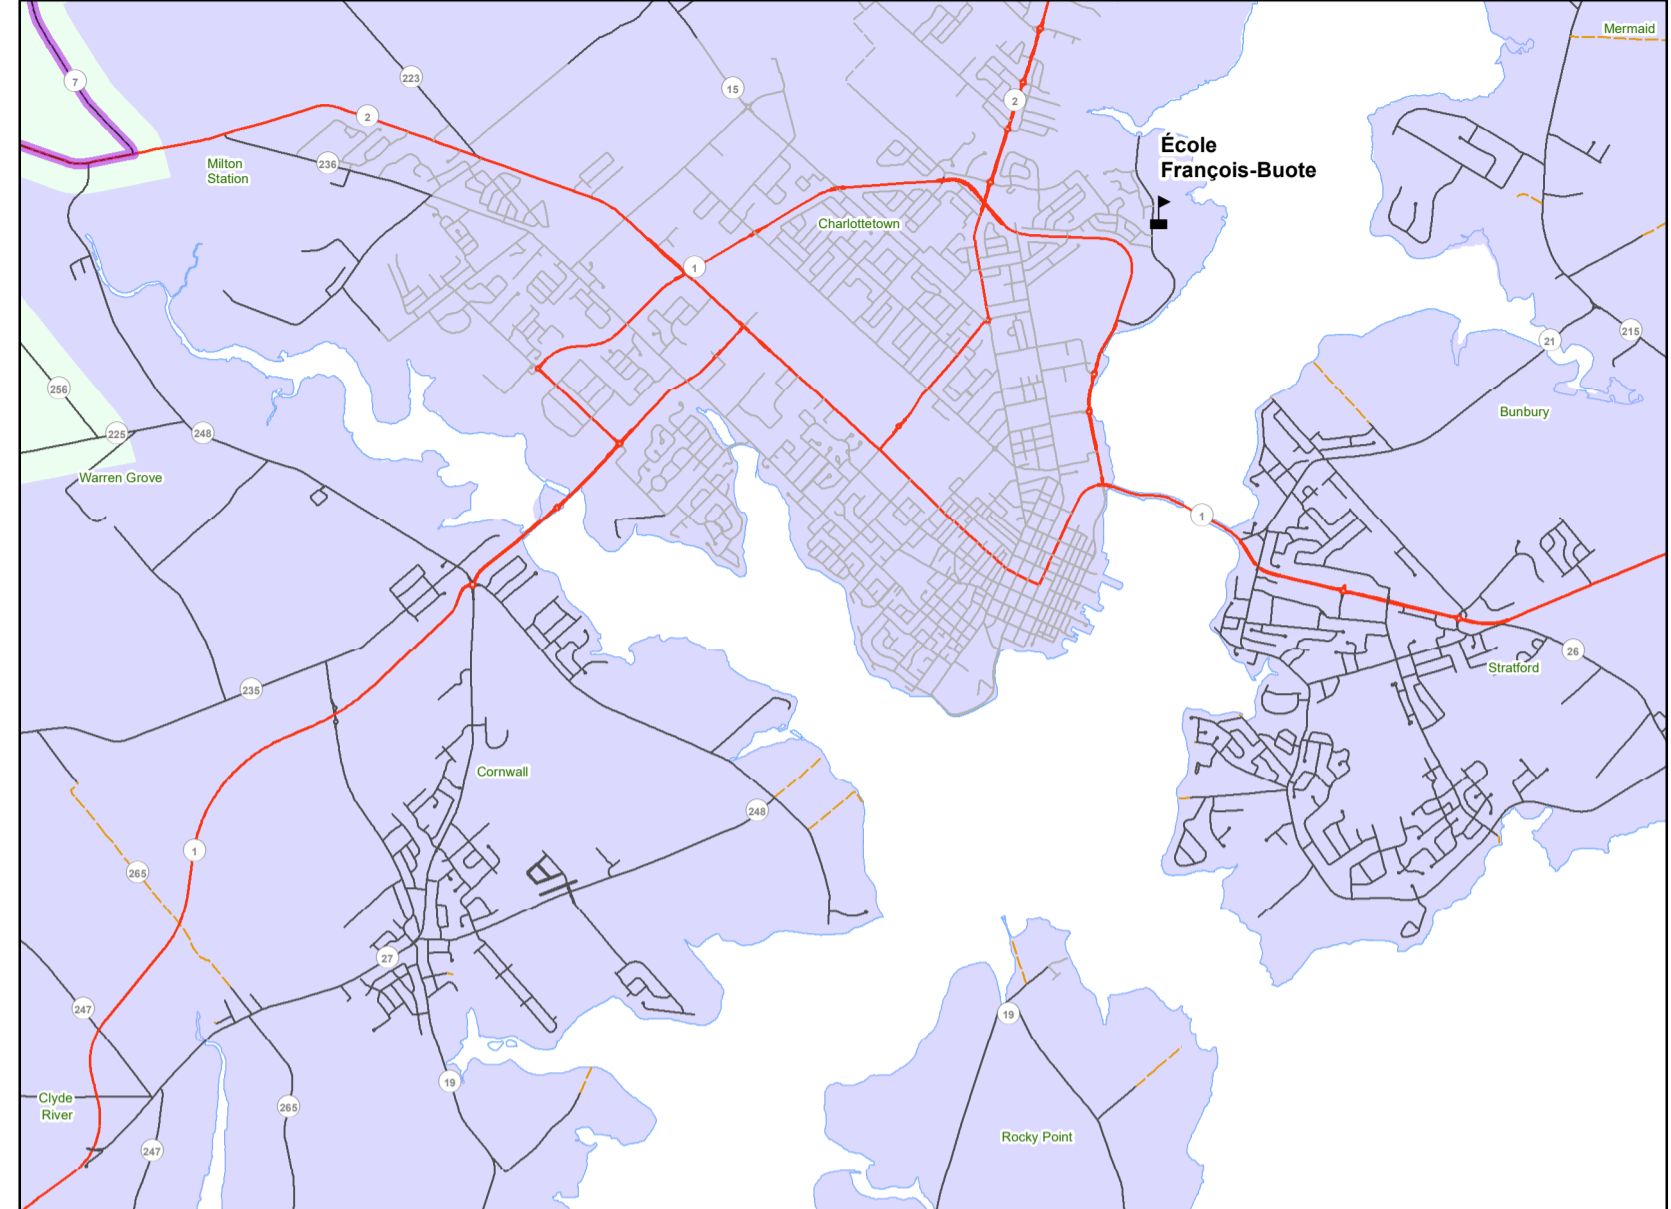 Mermaid
7
223
15
2
2
École
François-Buote
236
Milton
Station
Charlottetown
1
215
21
256
Bunbury
225
248
Warren Grove
1
26
Stratford
235
Cornwall
248
1
265
27
247
19
19
Clyde
River
265
Rocky Point
247